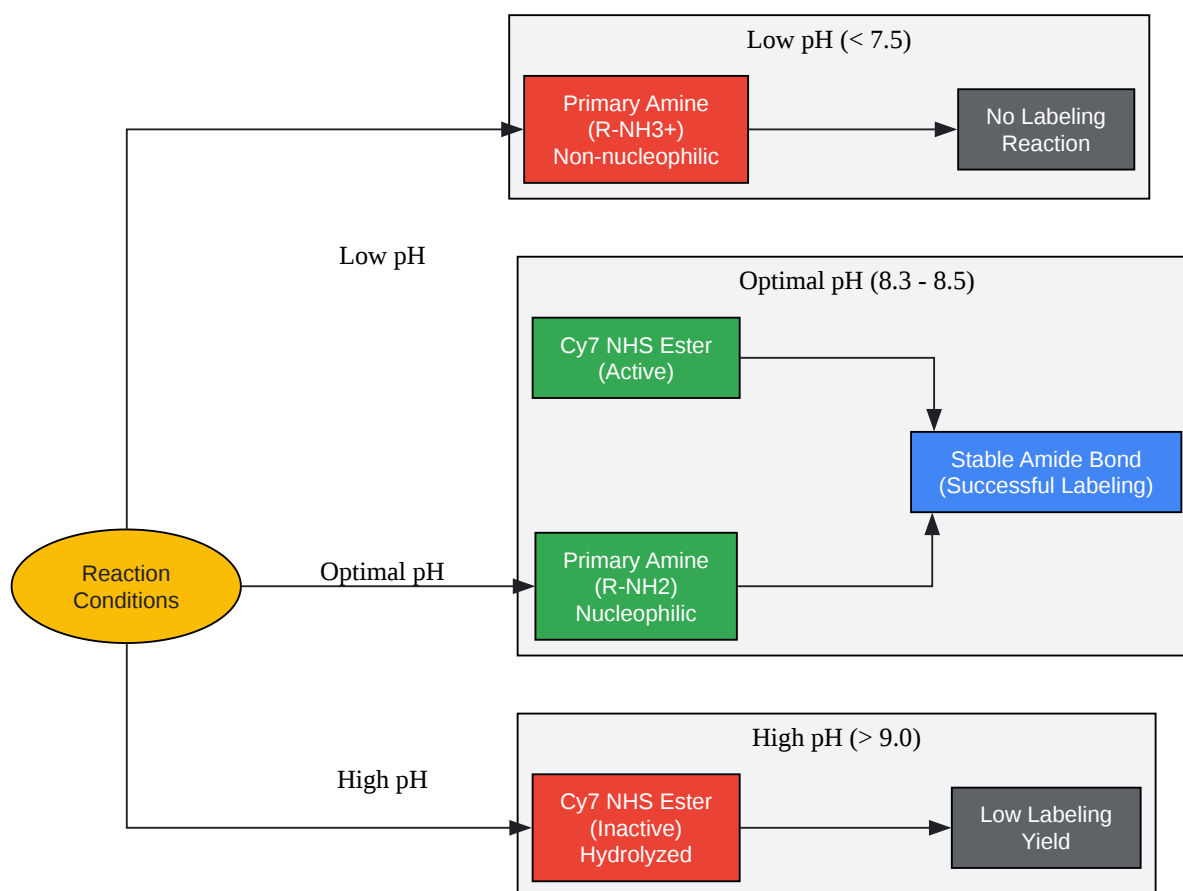 Low pH (< 7.5)
Primary Amine
(R-NH3+)
Non-nucleophilic
No Labeling
Reaction
Low pH
Optimal pH (8.3 - 8.5)
Cy7 NHS Ester
(Active)
Stable Amide Bond
(Successful Labeling)
Reaction
Conditions
Optimal pH
Primary Amine
(R-NH2)
Nucleophilic
High pH (> 9.0)
High pH
Cy7 NHS Ester
(Inactive)
Hydrolyzed
Low Labeling
Yield